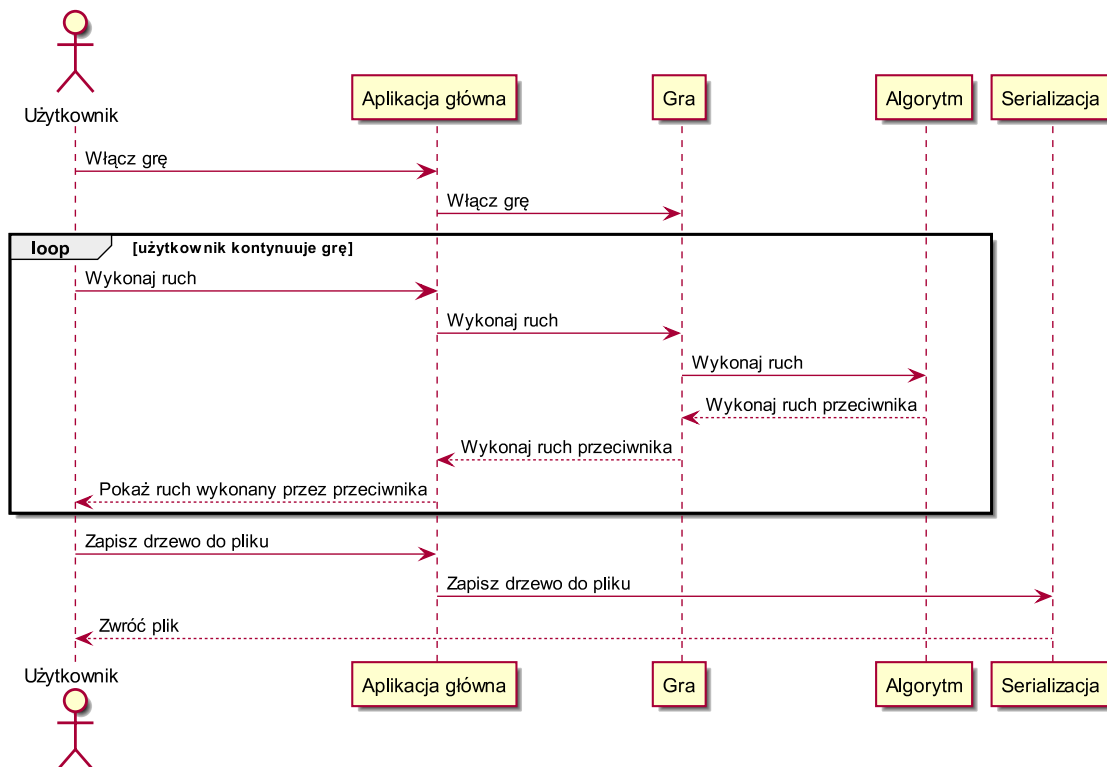 Użytkownik
Aplikacja główna
Gra
Algorytm
Serializacja
Włącz grę
Włącz grę
loop
[użytkownik kontynuuje grę]
Wykonaj ruch
Wykonaj ruch
Wykonaj ruch
Wykonaj ruch przeciwnika
Wykonaj ruch przeciwnika
Pokaż ruch wykonany przez przeciwnika
Zapisz drzewo do pliku
Zapisz drzewo do pliku
Zwróć plik
Użytkownik
Aplikacja główna
Gra
Algorytm
Serializacja